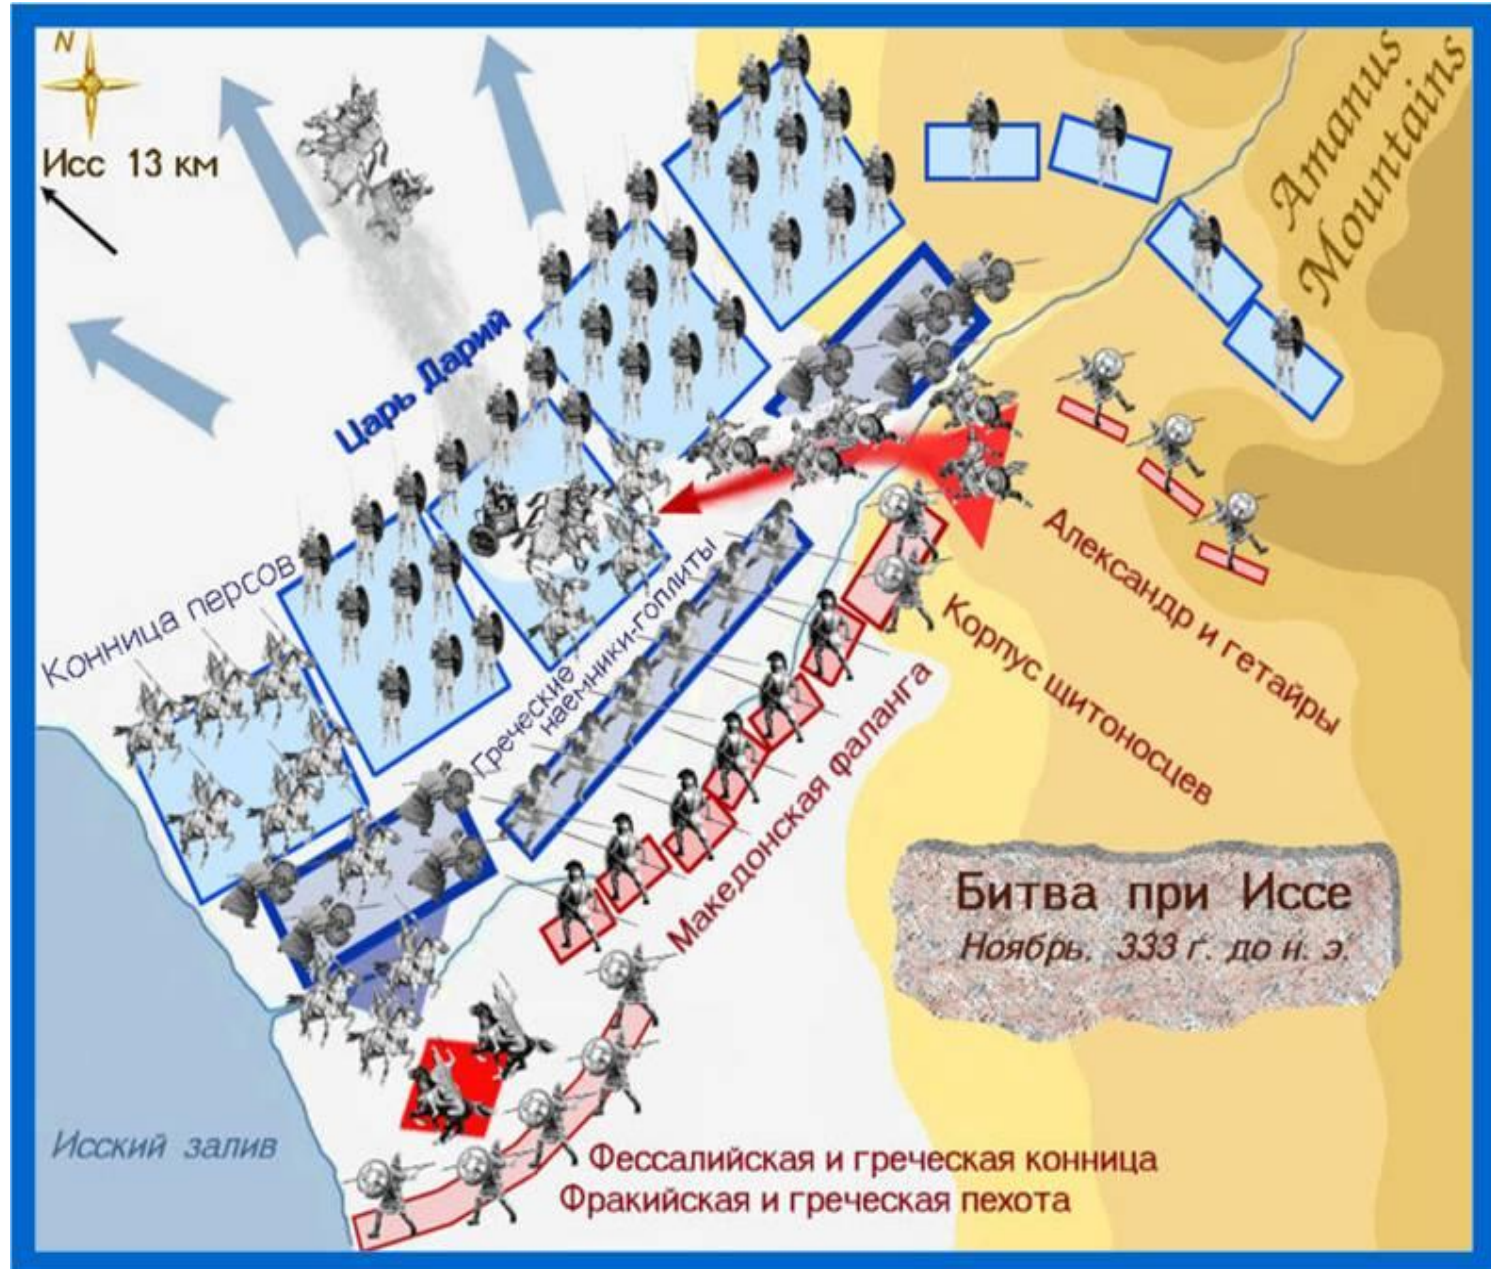 N
Исс 13 км
Amanus
Mountains
Царь Дарий
Конница персов
Греческие
наемники-гоплиты
Александр и гетайры
Корпус щитоносцев
Македонская фаланга
Битва при Иссе
Ноябрь. 333 г. до н. э.
Исский залив
Фессалийская и греческая конница
Фракийская и греческая пехота